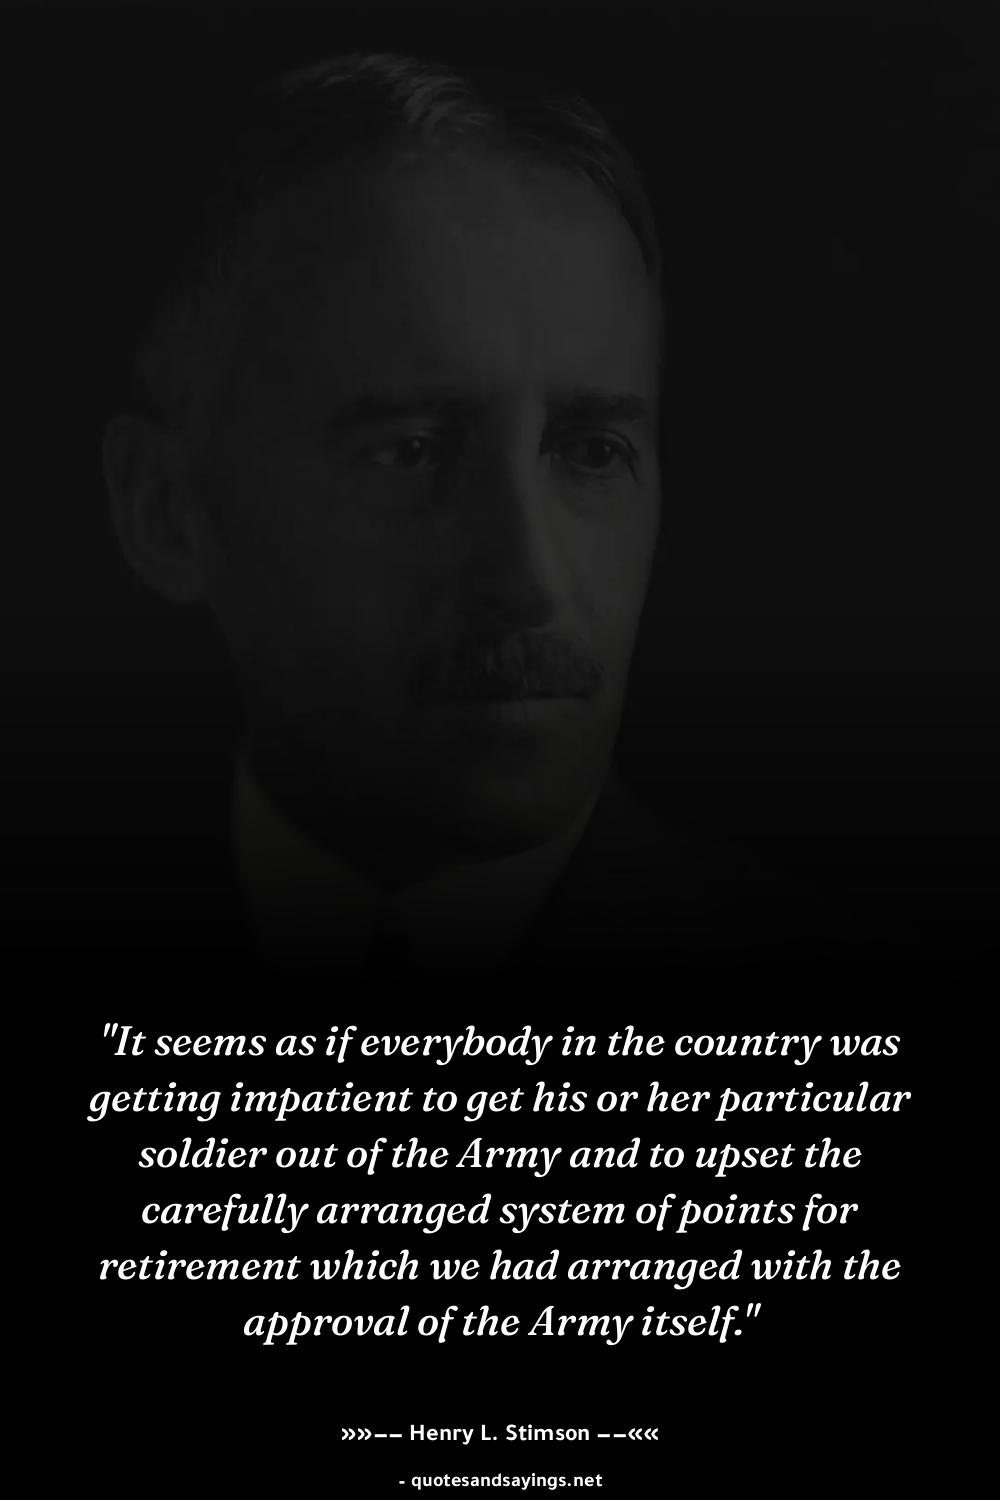 "It seems as if everybody in the country was
getting impatient to get his or her particular
soldier out of the Army and to upset the
carefully arranged system of points for
retirement which we had arranged with the
approval of the Army itself."
»»–– Henry L. Stimson ––««
- quotesandsayings.net